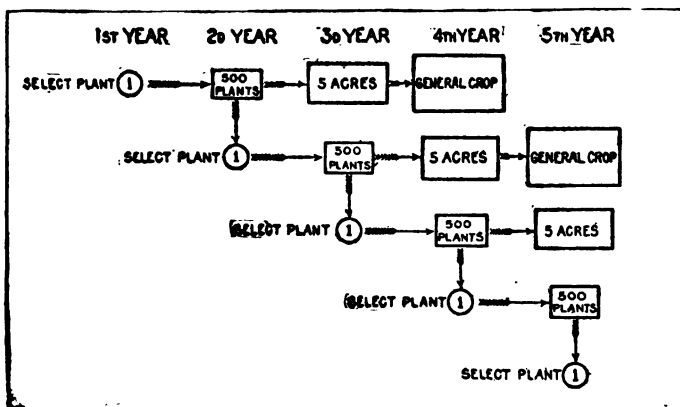 1ST YEAR 2D YEAR 3D YEAR 4TH YEAR 5TH YEAR
SELECT PLANT 1 500 PLANTS 5 ACRES GENERAL CROP
SELECT PLANT 1 500 PLANTS 5 ACRES GENERAL CROP
SELECT PLANT 1 500 PLANTS 5 ACRES
SELECT PLANT 1 500 PLANTS
SELECT PLANT 1